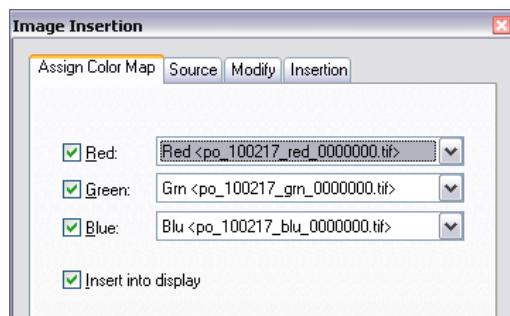 Image Insertion
Assign Color Map Source Modify Insertion
Red: Red <po_100217_red_0000000.tif>
Green: Grn <po_100217_grn_0000000.tif>
Blue: Blu <po_100217_blu_0000000.tif>
Insert into display